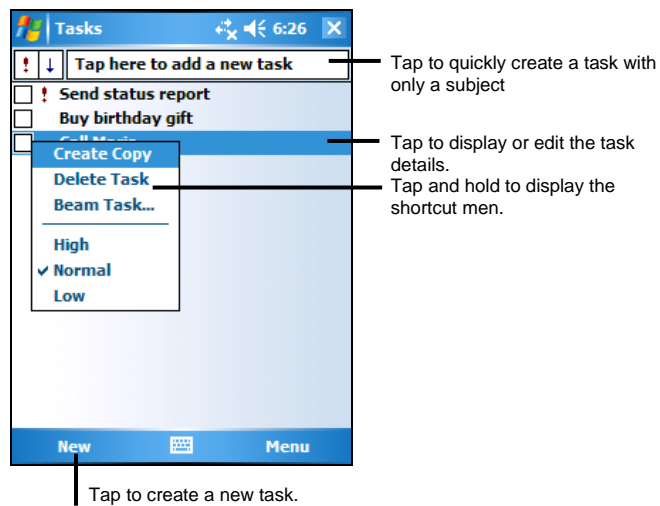 Tasks 6:26
! ↓ Tap here to add a new task
Tap to quickly create a task with
only a subject
! Send status report
Buy birthday gift
Tap to display or edit the task
details.
Create Copy
Delete Task
Beam Task...
High
Normal
Low
Tap and hold to display the
shortcut men.
New Menu
Tap to create a new task.